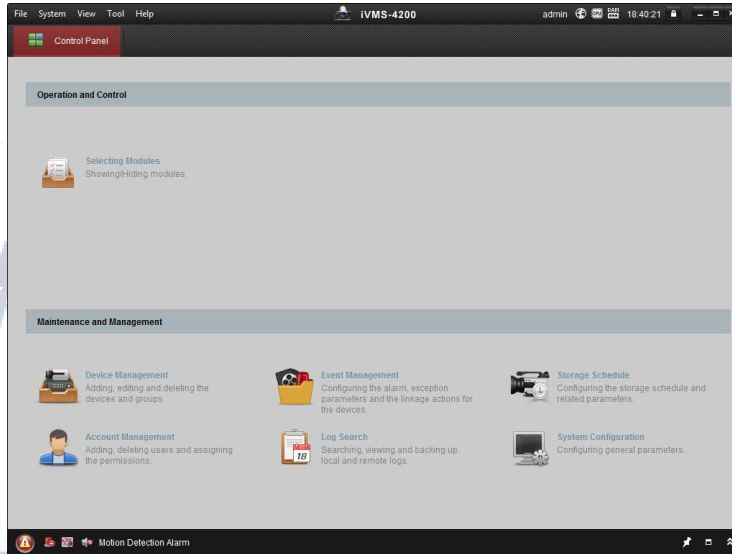 File System View Tool Help
iVMS-4200
admin
CPU
RAM
18:40:21
Control Panel
Operation and Control
Selecting Modules
Showing/Hiding modules.
Maintenance and Management
Device Management
Adding, editing and deleting the
devices and groups.
Event Management
Configuring the alarm, exception
parameters and the linkage actions for
the devices.
Storage Schedule
Configuring the storage schedule and
related parameters.
Account Management
Adding, deleting users and assigning
the permissions.
Log Search
Searching, viewing and backing up
local and remote logs.
18
System Configuration
Configuring general parameters.
Motion Detection Alarm